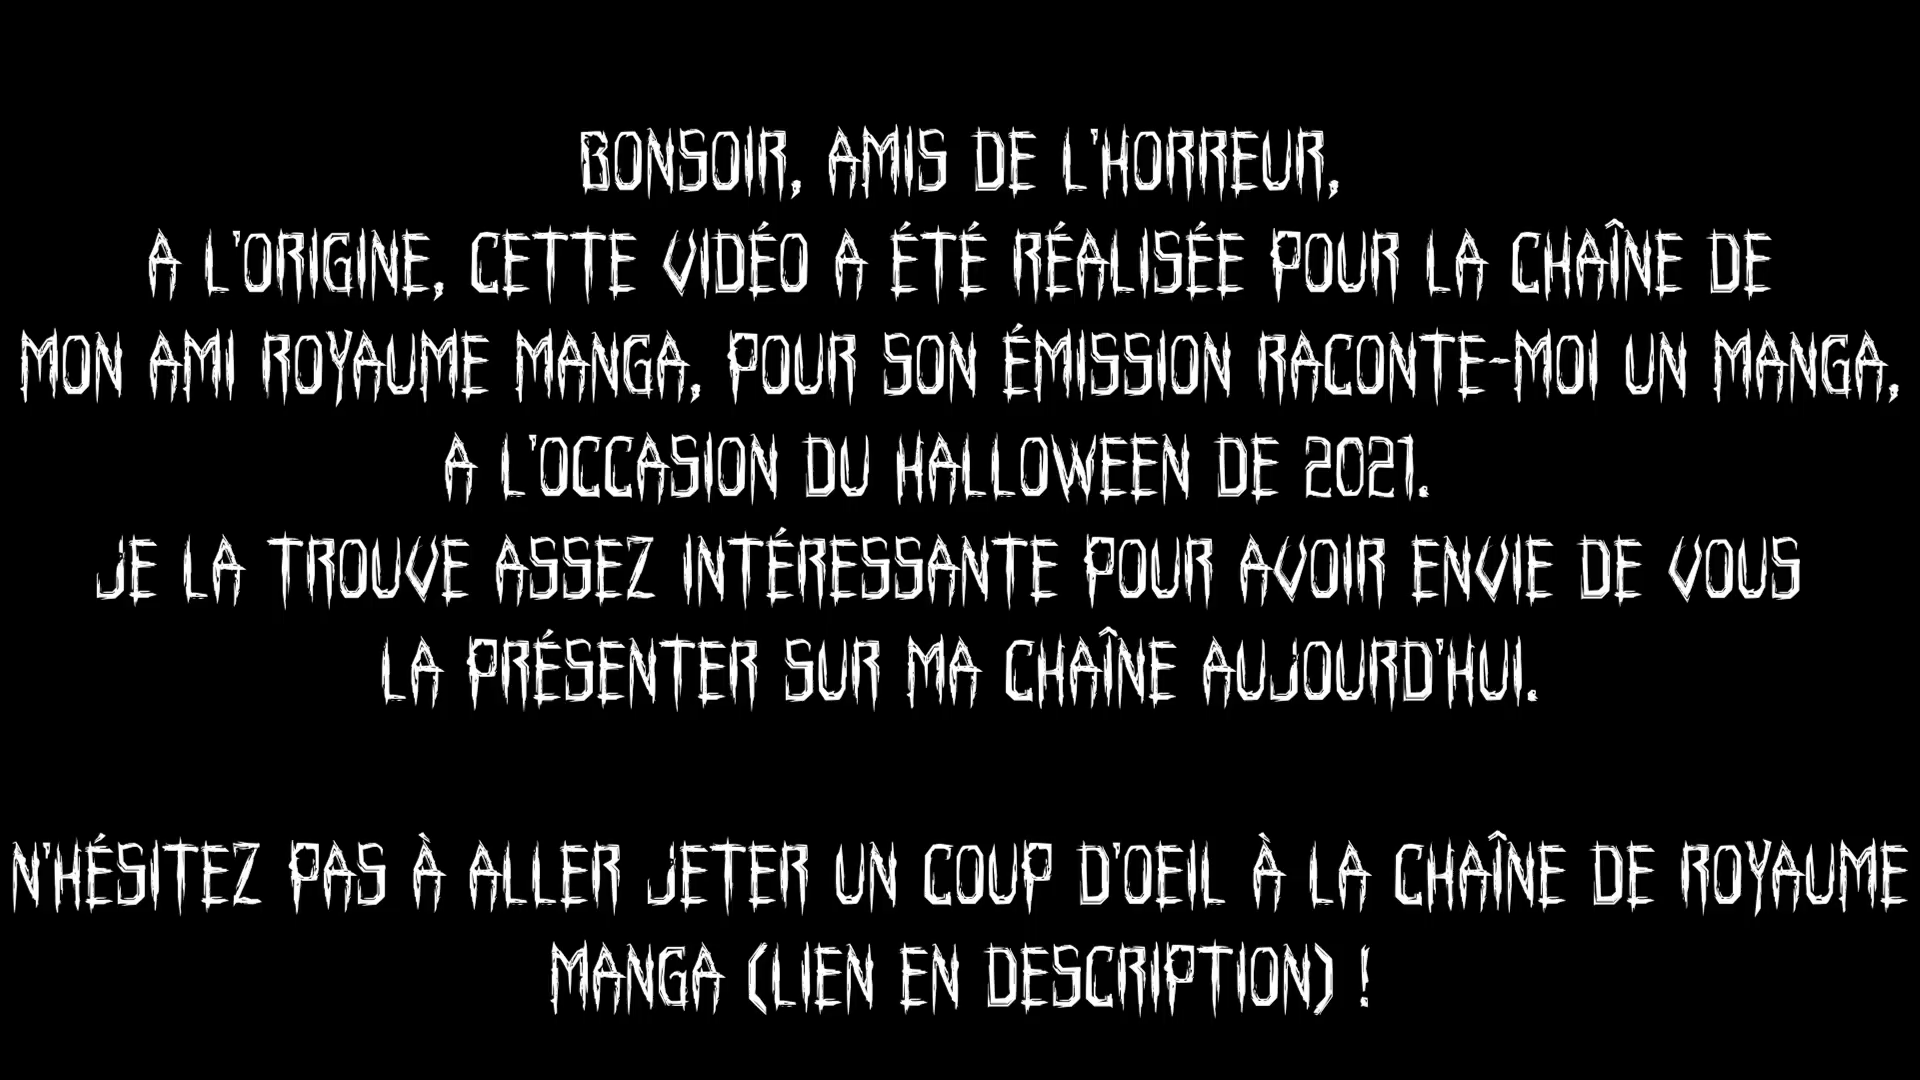 BONSOIR, AMIS DE L'HORREUR,
A L'ORIGINE, CETTE VIDÉO A ÉTÉ RÉALISÉE POUR LA CHAÎNE DE
MON AMI ROYAUME MANGA, POUR SON ÉMISSION RACONTE-MOI UN MANGA,
A L'OCCASION DU HALLOWEEN DE 2021.
JE LA TROUVE ASSEZ INTÉRESSANTE POUR AVOIR ENVIE DE VOUS
LA PRÉSENTER SUR MA CHAÎNE AUJOURD'HUI.
N'HÉSITEZ PAS À ALLER JETER UN COUP D'OEIL À LA CHAÎNE DE ROYAUME
MANGA (LIEN EN DESCRIPTION) !